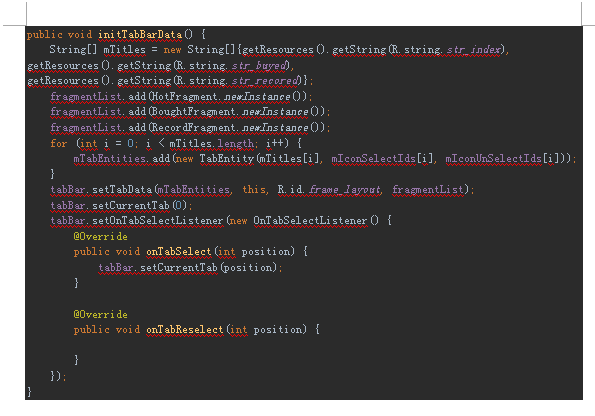 public void initTabBarData() {
    String[] mTitles = new String[]{getResources().getString(R.string.str_index),
getResources().getString(R.string.str_buyed),
getResources().getString(R.string.str_recored)};
    fragmentList.add(HotFragment.newInstance());
    fragmentList.add(BoughtFragment.newInstance());
    fragmentList.add(RecordFragment.newInstance());
    for (int i = 0; i < mTitles.length; i++) {
        mTabEntities.add(new TabEntity(mTitles[i], mIconSelectIds[i], mIconUnSelectIds[i]));
    }
    tabBar.setTabData(mTabEntities, this, R.id.frame_layout, fragmentList);
    tabBar.setCurrentTab(0);
    tabBar.setOnTabSelectListener(new OnTabSelectListener() {
        @Override
        public void onTabSelect(int position) {
            tabBar.setCurrentTab(position);
        }

        @Override
        public void onTabReselect(int position) {

        }
    });
}